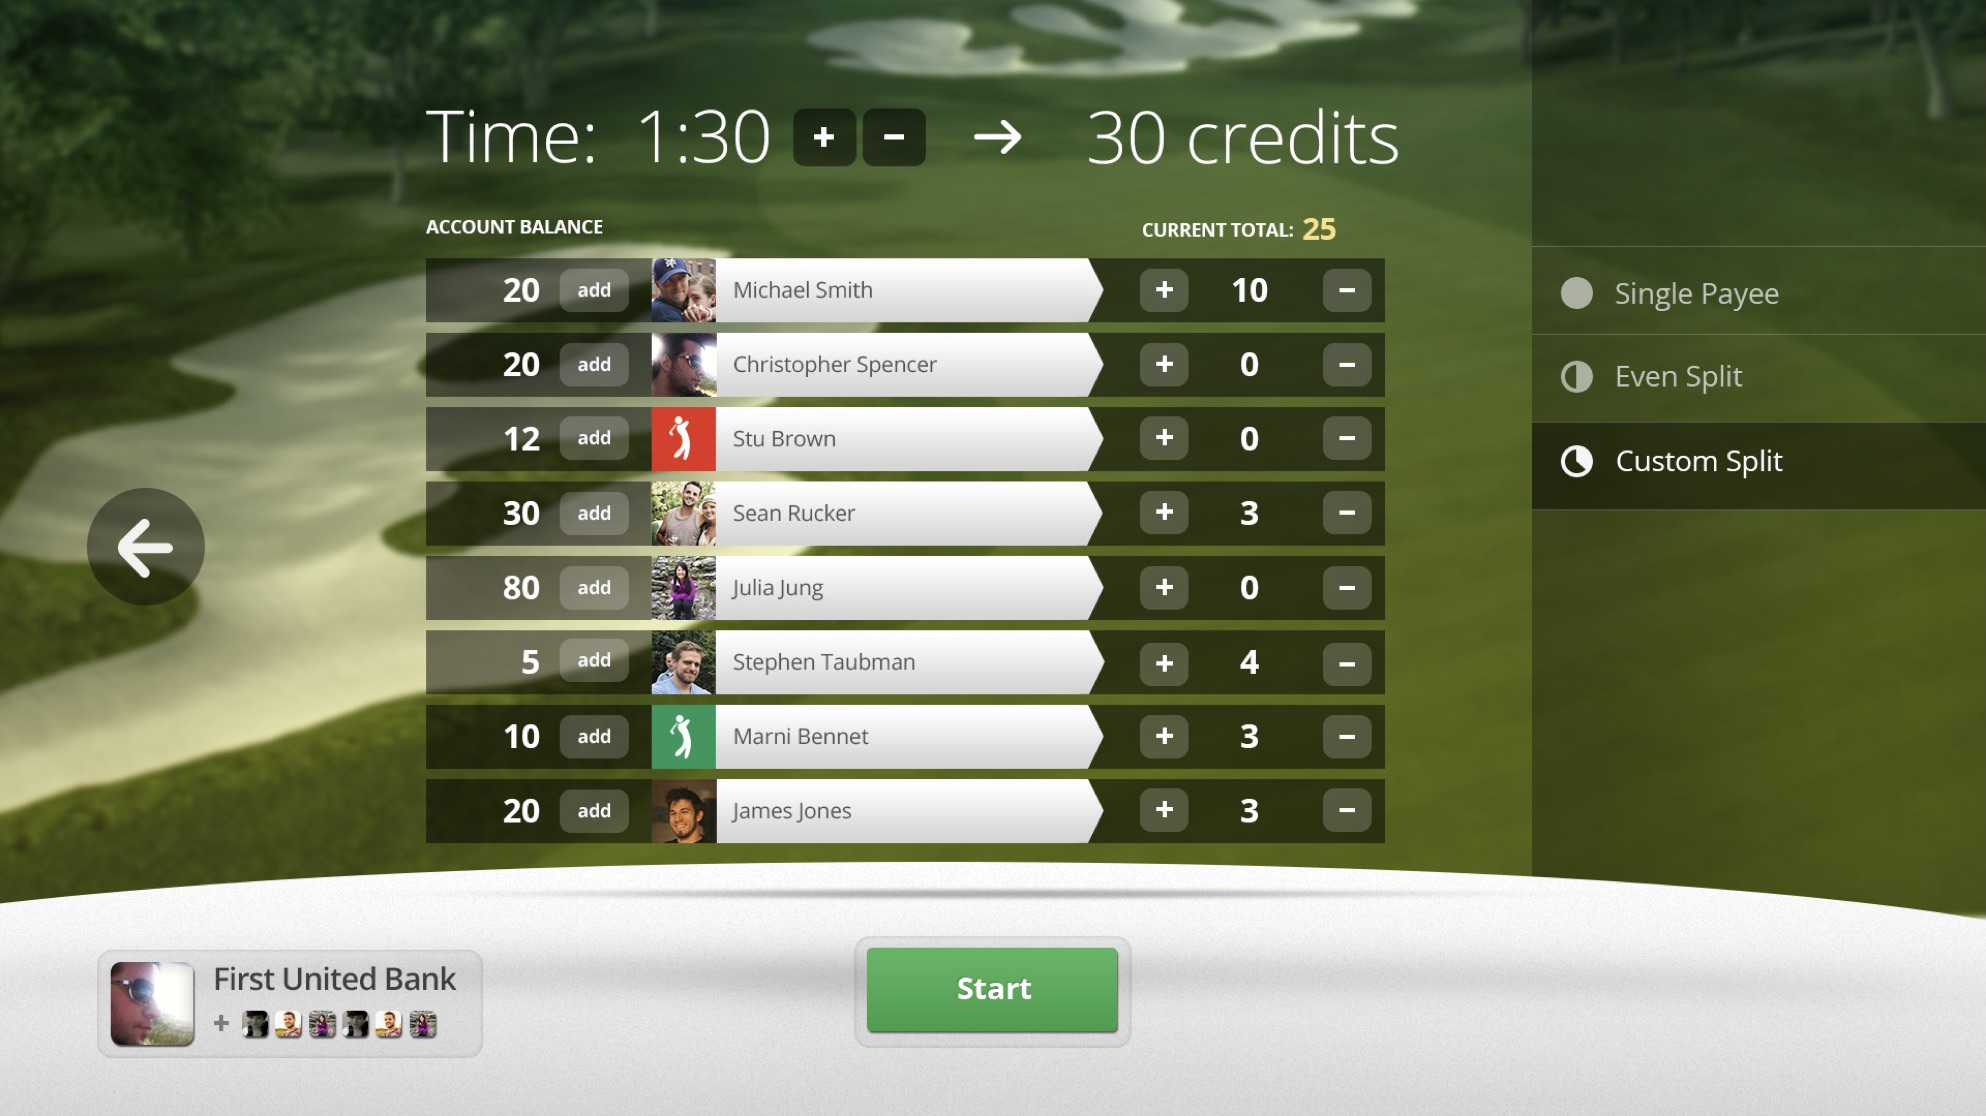 Time: 1:30 + − → 30 credits
ACCOUNT BALANCE
CURRENT TOTAL: 25
20 add Michael Smith + 10 −
20 add Christopher Spencer + 0 −
12 add Stu Brown + 0 −
30 add Sean Rucker + 3 −
80 add Julia Jung + 0 −
5 add Stephen Taubman + 4 −
10 add Marni Bennet + 3 −
20 add James Jones + 3 −
Single Payee
Even Split
Custom Split
First United Bank
+
Start